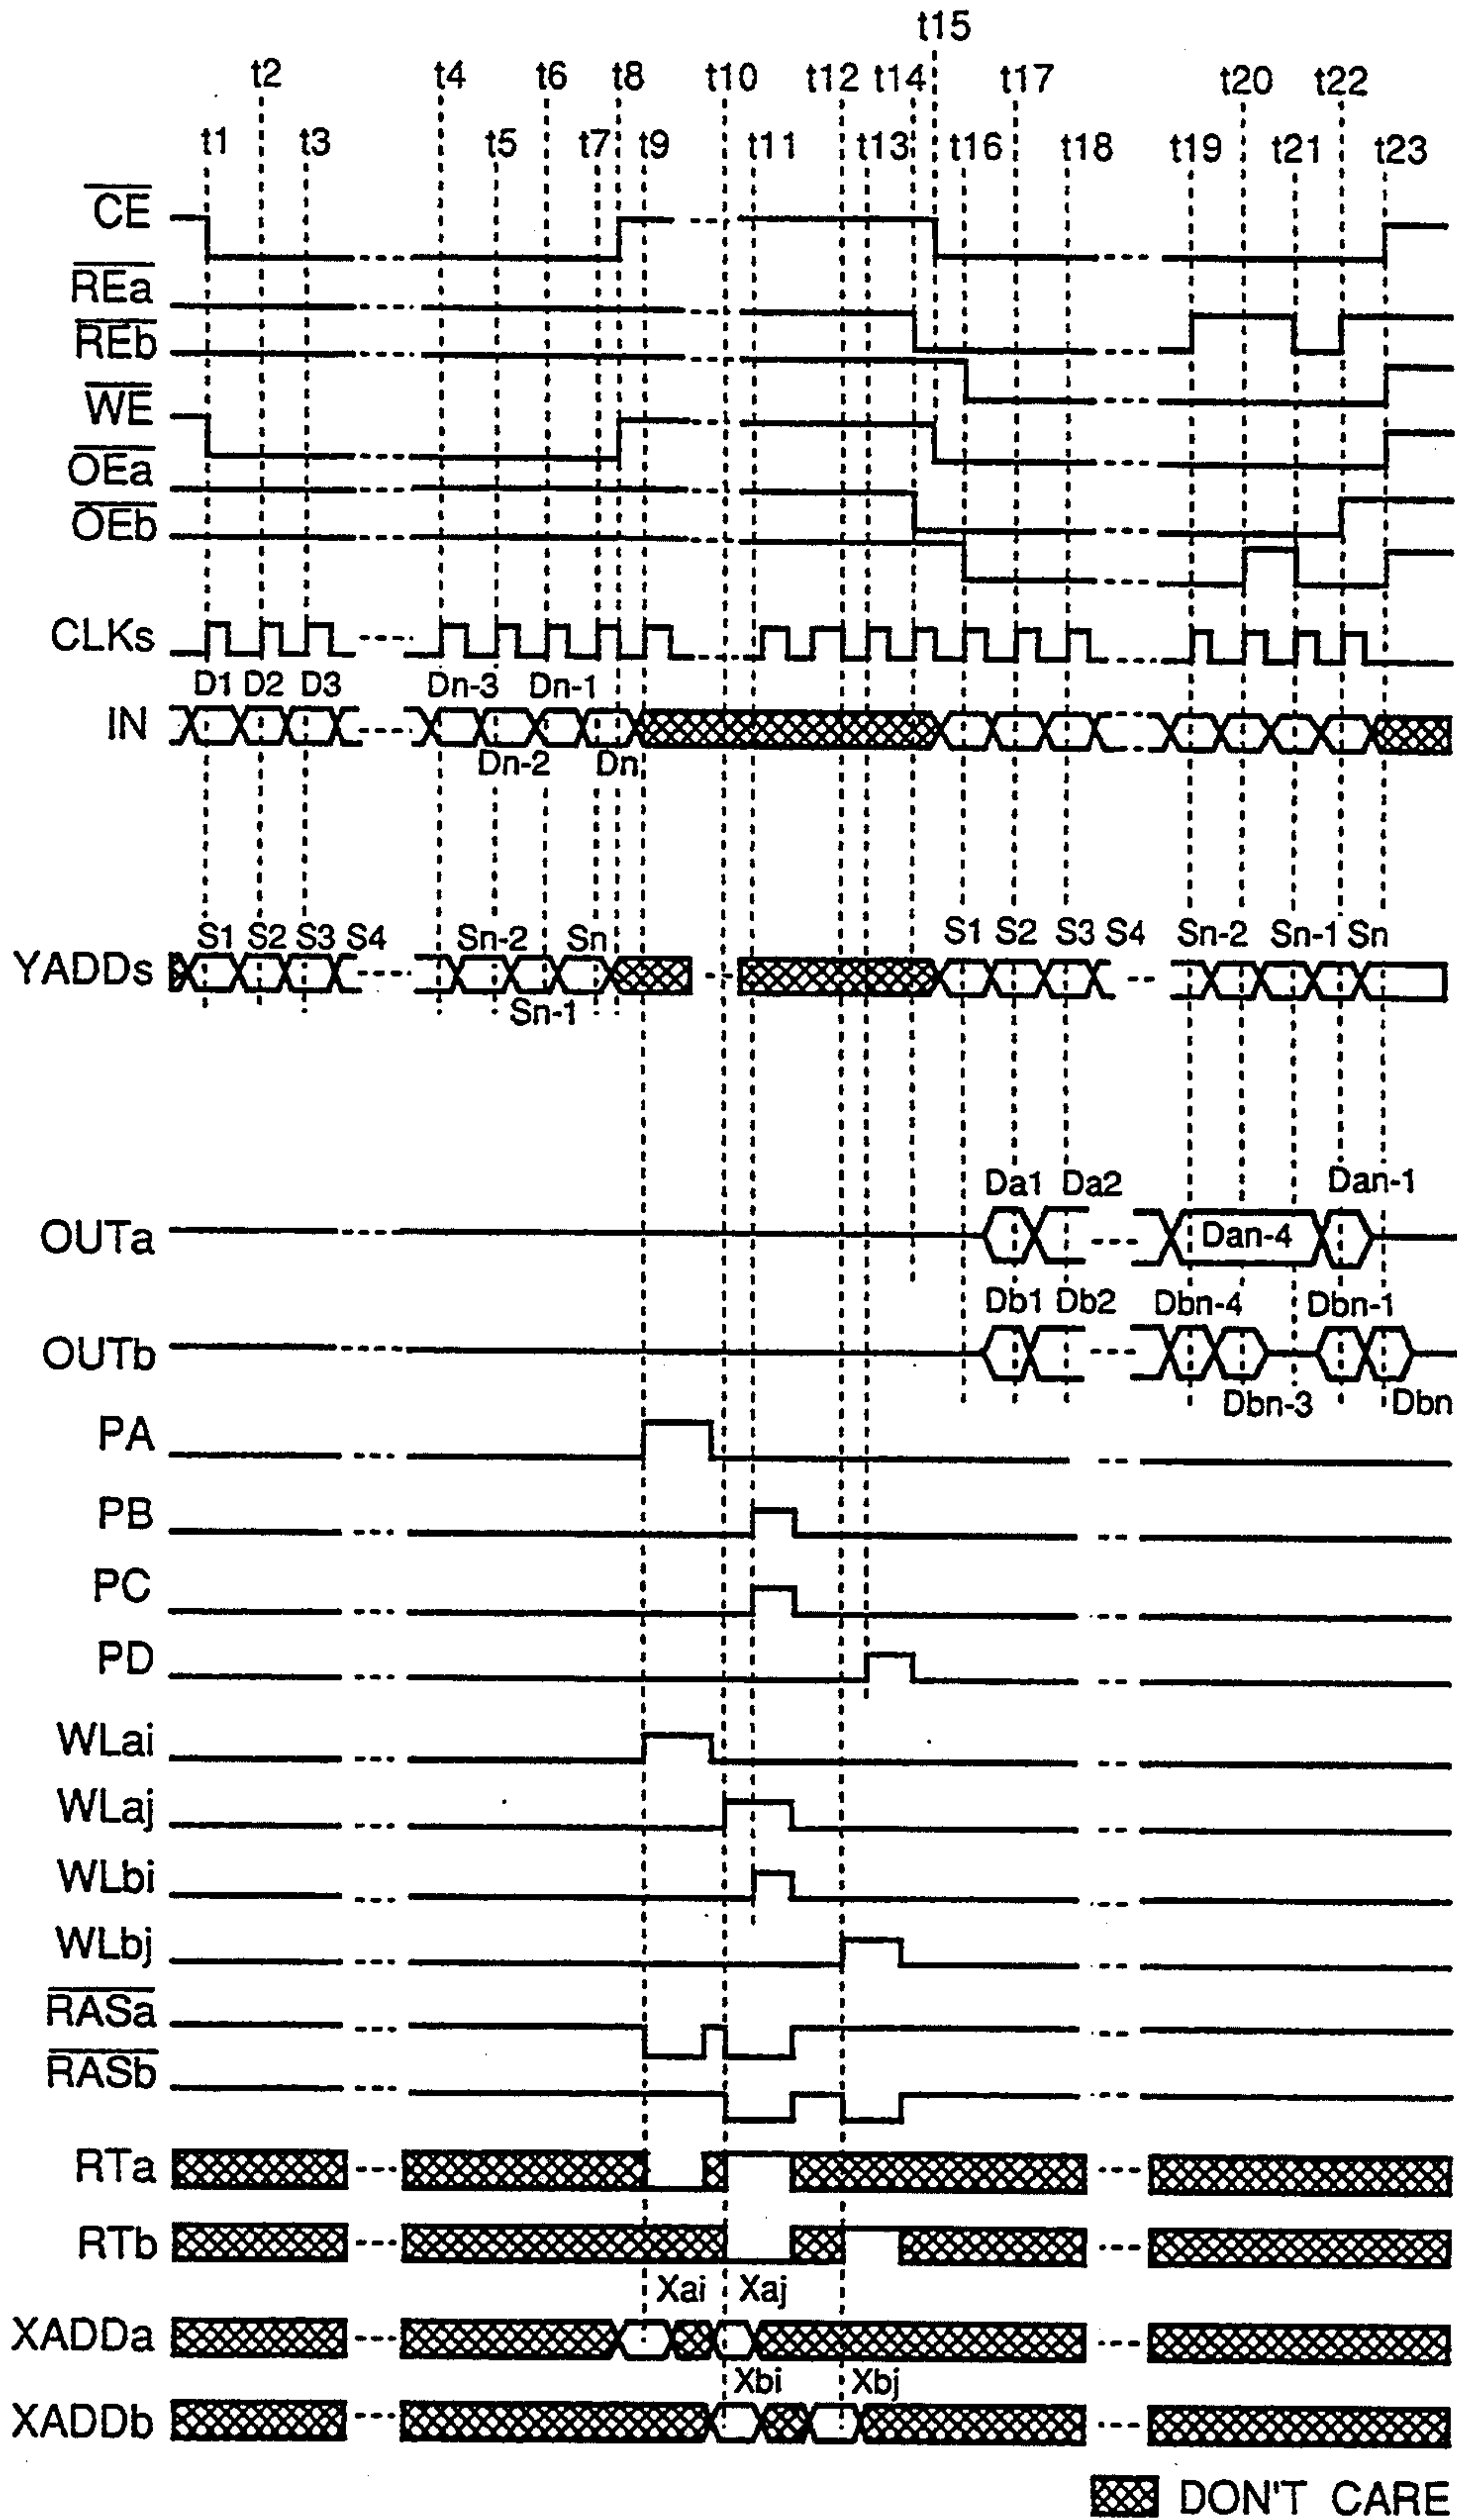 t15
t2 t4 t6 t8 t10 t12 t14 t17 t20 t22
t1 t3 t5 t7 t9 t11 t13 t16 t18 t19 t21 t23
CE
REa
REb
WE
OEa
OEb
CLKs
D1 D2 D3 Dn-3 Dn-1
IN
Dn-2 Dn
S1 S2 S3 S4 Sn-2 Sn S1 S2 S3 S4 Sn-2 Sn-1 Sn
YADDs
Sn-1
Da1 Da2 Dan-1
OUTa Dan-4
Db1 Db2 Dbn-4 Dbn-1
OUTb
Dbn-3 Dbn
PA
PB
PC
PD
WLai
WLaj
WLbi
WLbj
RASa
RASb
RTa
RTb
Xai Xaj
XADDa
Xbi Xbj
XADDb
DON'T CARE